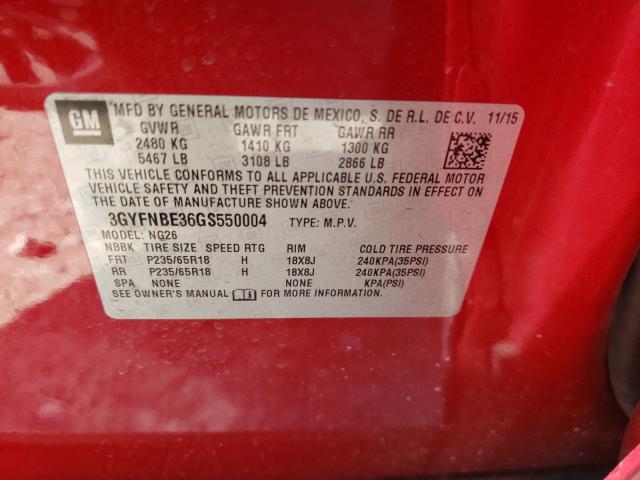 GM MFD BY GENERAL MOTORS DE MEXICO, S. DE R.L. DE C.V. 11/15
GVWR GAWR FRT GAWR RR
2480 KG 1410 KG 1300 KG
5467 LB 3108 LB 2866 LB
THIS VEHICLE CONFORMS TO ALL APPLICABLE U.S. FEDERAL MOTOR
VEHICLE SAFETY AND THEFT PREVENTION STANDARDS IN EFFECT ON
THE DATE OF MANUFACTURE SHOWN ABOVE.
3GYFNBE36GS550004 TYPE: M.P.V.
MODEL: NG26
NBBK TIRE SIZE SPEED RTG RIM COLD TIRE PRESSURE
FRT P235/65R18 H 18X8J 240KPA(35PSI)
RR P235/65R18 H 18X8J 240KPA(35PSI)
SPA NONE NONE KPA(PSI)
SEE OWNER'S MANUAL FOR MORE INFORMATION.